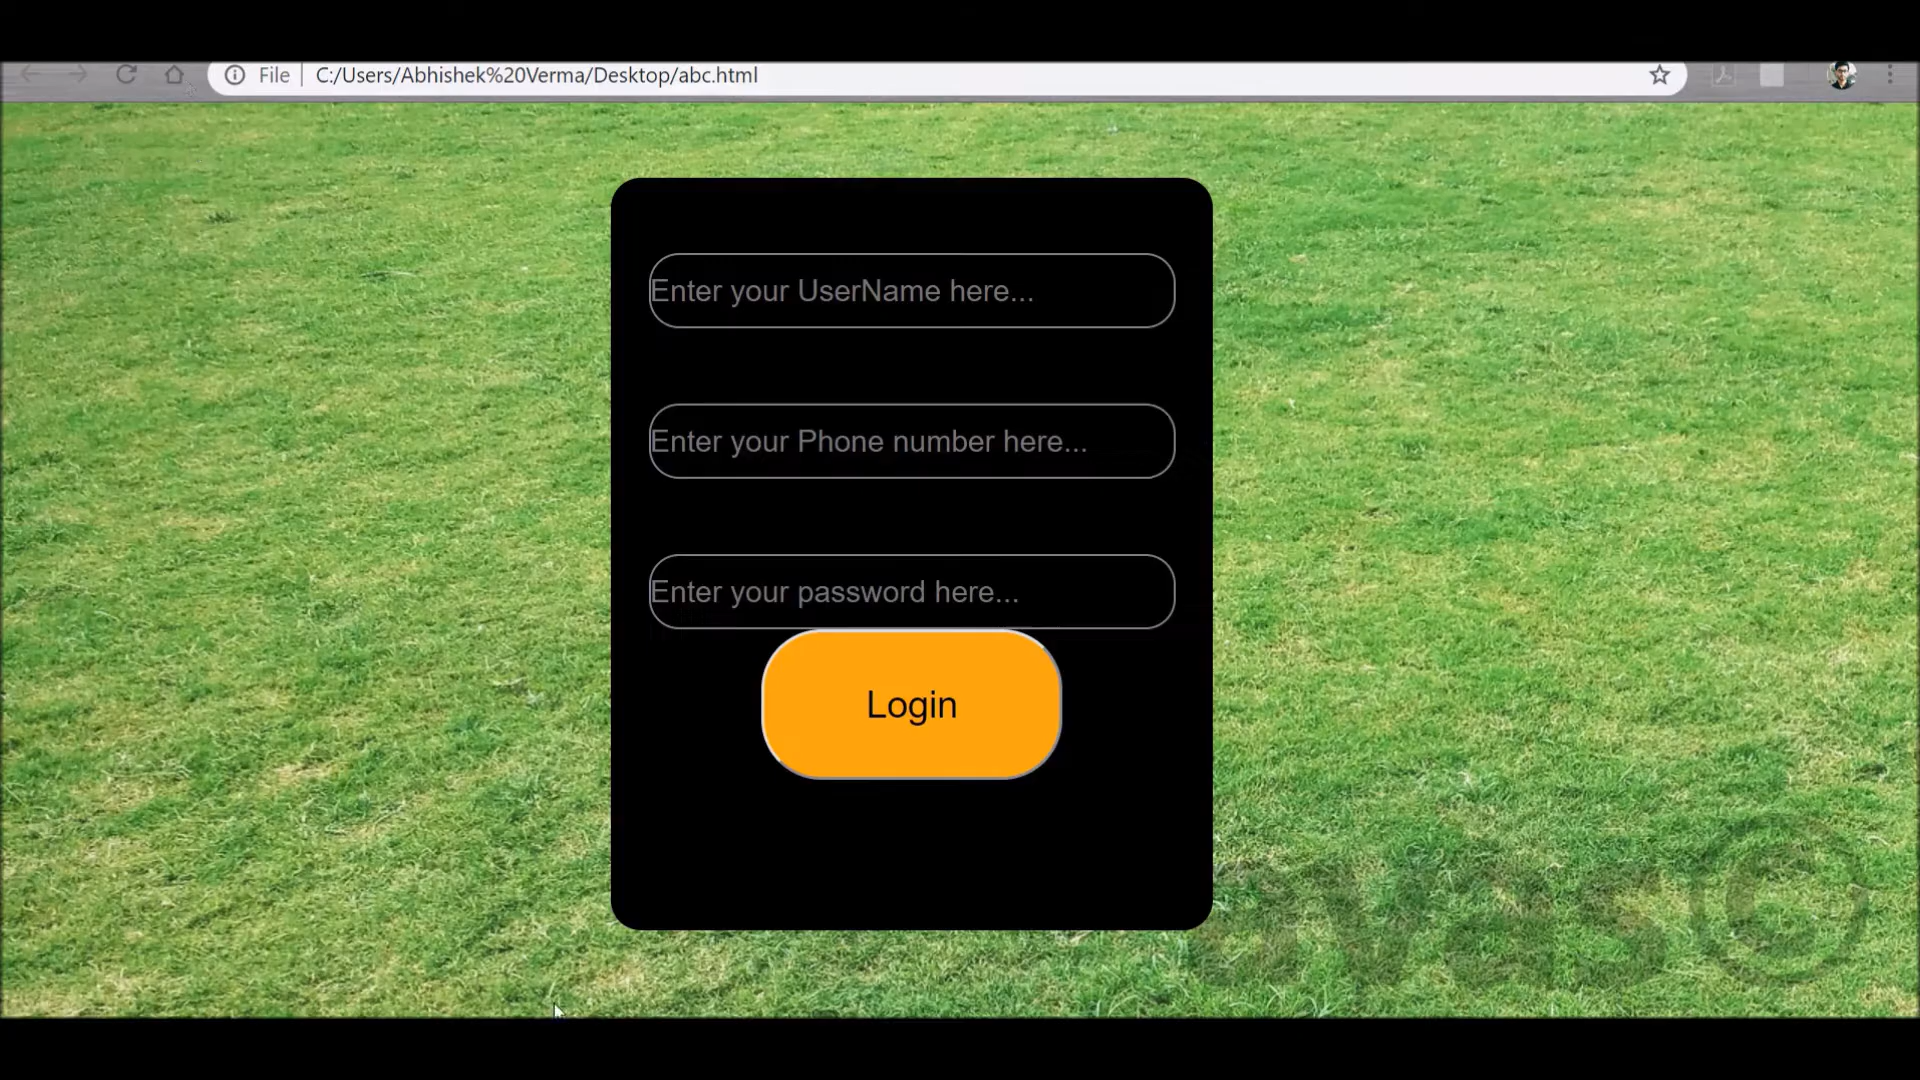 File
C:/Users/Abhishek%20Verma/Desktop/abc.html
Enter your UserName here...
Enter your Phone number here...
Enter your password here...
Login
avas©